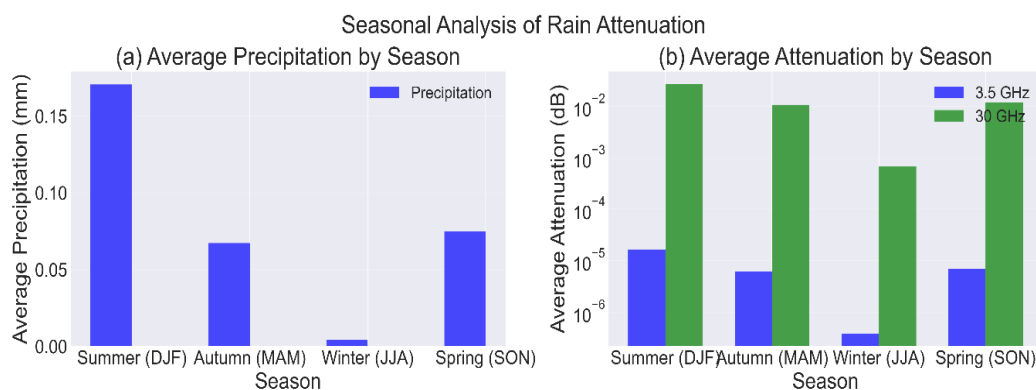 Seasonal Analysis of Rain Attenuation
(a) Average Precipitation by Season
Average Precipitation (mm)
0.15
0.10
0.05
0.00
Precipitation
Summer (DJF) Autumn (MAM) Winter (JJA) Spring (SON)
Season
(b) Average Attenuation by Season
Average Attenuation (dB)
10⁻²
10⁻³
10⁻⁴
10⁻⁵
10⁻⁶
3.5 GHz
30 GHz
Summer (DJF) Autumn (MAM) Winter (JJA) Spring (SON)
Season